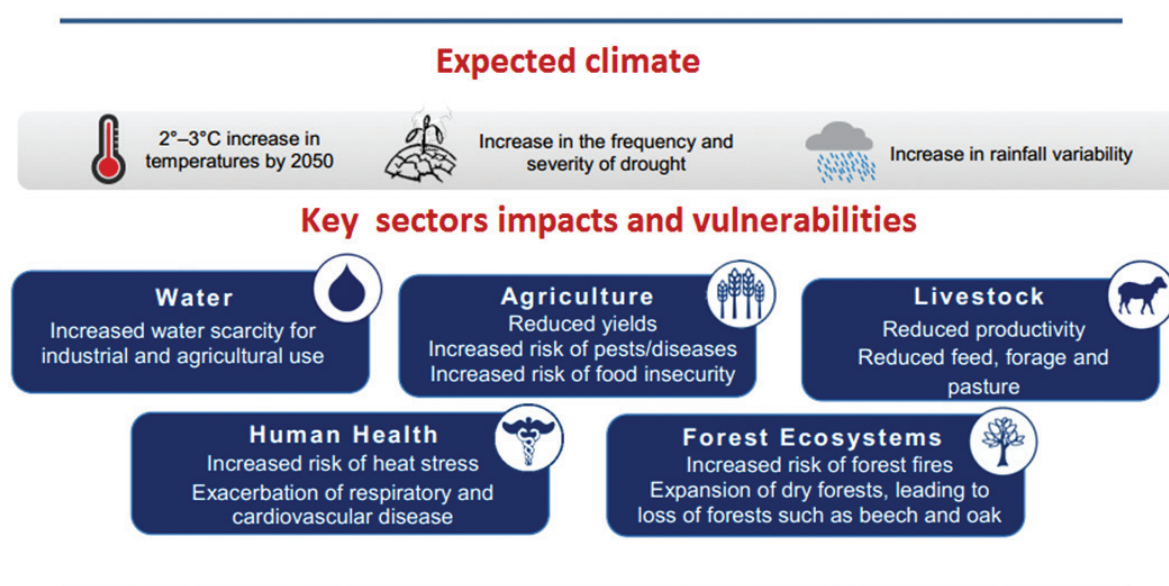 Expected climate
2°–3°C increase in
temperatures by 2050
Increase in the frequency and
severity of drought
Increase in rainfall variability
Key sectors impacts and vulnerabilities
Water
Increased water scarcity for
industrial and agricultural use
Agriculture
Reduced yields
Increased risk of pests/diseases
Increased risk of food insecurity
Livestock
Reduced productivity
Reduced feed, forage and
pasture
Human Health
Increased risk of heat stress
Exacerbation of respiratory and
cardiovascular disease
Forest Ecosystems
Increased risk of forest fires
Expansion of dry forests, leading to
loss of forests such as beech and oak